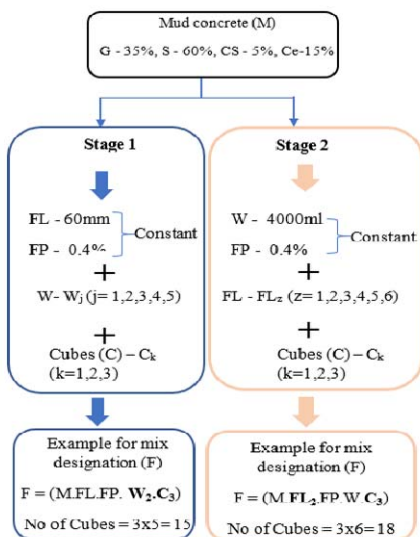 Mud concrete (M)
G - 35%, S - 60%, CS - 5%, Ce-15%
Stage 1
FL - 60mm
FP - 0.4%
Constant
+
W- Wj (j= 1,2,3,4,5)
+
Cubes (C) – Ck
(k=1,2,3)
Example for mix
designation (F)
F = (M.FL.FP. W2.C3)
No of Cubes = 3x5= 15
Stage 2
W - 4000ml
FP - 0.4%
Constant
+
FL - FLz (z= 1,2,3,4,5,6)
+
Cubes (C) – Ck
(k=1,2,3)
Example for mix
designation (F)
F = (M.FL2.FP.W.C3)
No of Cubes = 3x6= 18